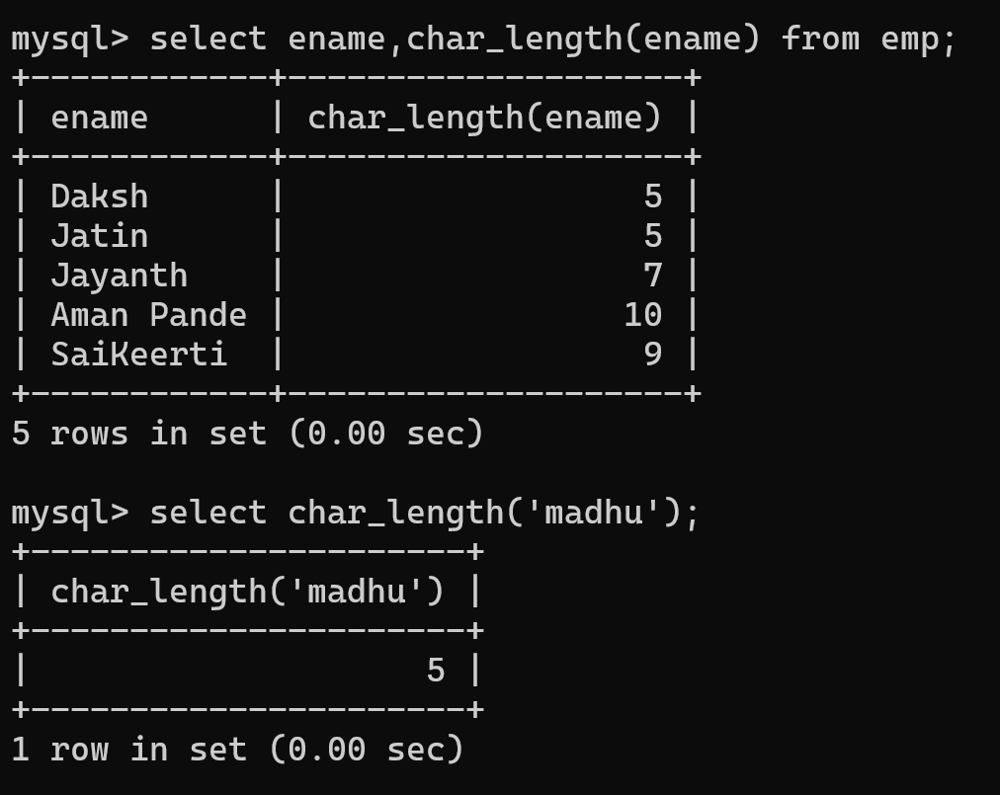 mysql> select ename,char_length(ename) from emp;
+------------+--------------------+
| ename      | char_length(ename) |
+------------+--------------------+
| Daksh      |                  5 |
| Jatin      |                  5 |
| Jayanth    |                  7 |
| Aman Pande |                 10 |
| SaiKeerti  |                  9 |
+------------+--------------------+
5 rows in set (0.00 sec)

mysql> select char_length('madhu');
+----------------------+
| char_length('madhu') |
+----------------------+
|                    5 |
+----------------------+
1 row in set (0.00 sec)